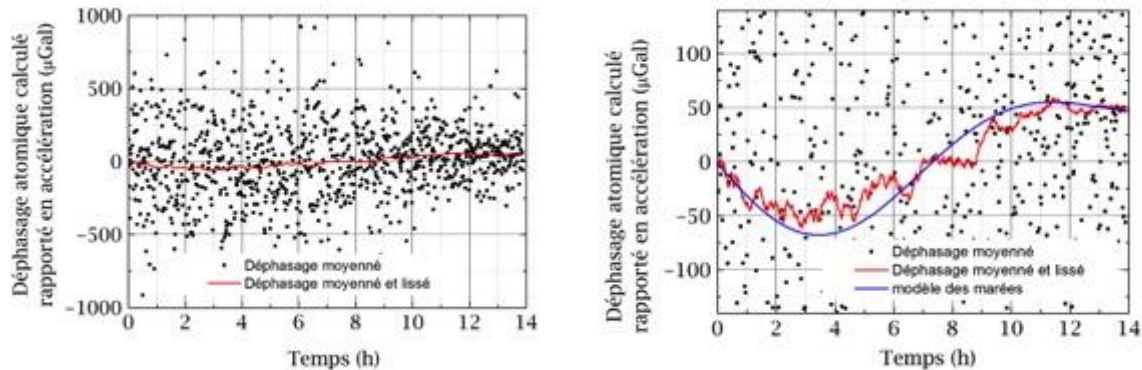 Déphasage atomique calculé
rapporté en accélération (µGal)
1000
500
0
−500
−1000
Déphasage moyenné
Déphasage moyenné et lissé
0 2 4 6 8 10 12 14
Temps (h)
Déphasage atomique calculé
rapporté en accélération (µGal)
100
50
0
−50
−100
Déphasage moyenné
Déphasage moyenné et lissé
modèle des marées
0 2 4 6 8 10 12 14
Temps (h)